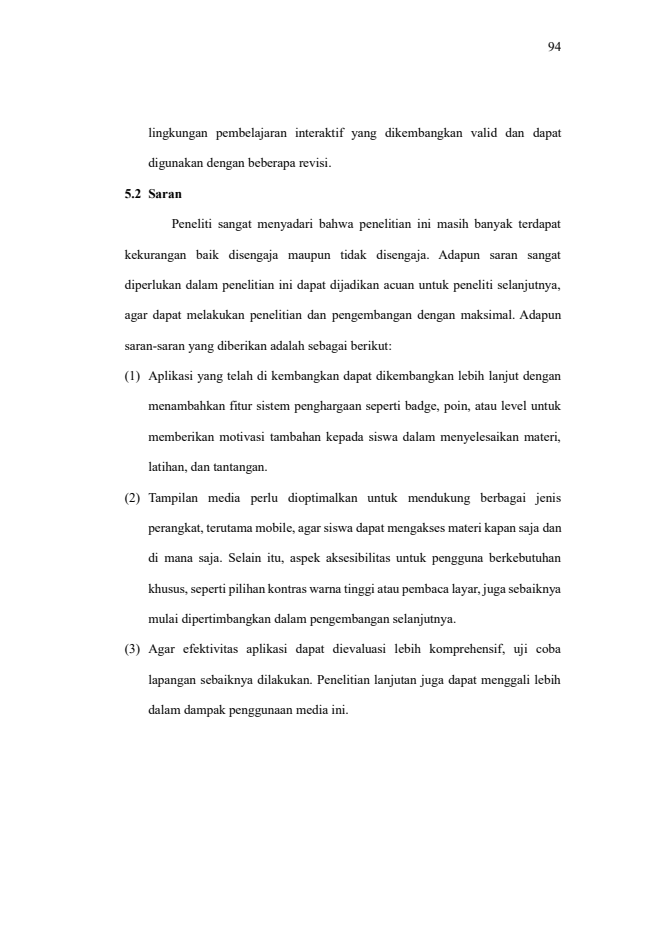 94
lingkungan pembelajaran interaktif yang dikembangkan valid dan dapat
digunakan dengan beberapa revisi.
5.2 Saran
Peneliti sangat menyadari bahwa penelitian ini masih banyak terdapat
kekurangan baik disengaja maupun tidak disengaja. Adapun saran sangat
diperlukan dalam penelitian ini dapat dijadikan acuan untuk peneliti selanjutnya,
agar dapat melakukan penelitian dan pengembangan dengan maksimal. Adapun
saran-saran yang diberikan adalah sebagai berikut:
(1) Aplikasi yang telah di kembangkan dapat dikembangkan lebih lanjut dengan
menambahkan fitur sistem penghargaan seperti badge, poin, atau level untuk
memberikan motivasi tambahan kepada siswa dalam menyelesaikan materi,
latihan, dan tantangan.
(2) Tampilan media perlu dioptimalkan untuk mendukung berbagai jenis
perangkat, terutama mobile, agar siswa dapat mengakses materi kapan saja dan
di mana saja. Selain itu, aspek aksesibilitas untuk pengguna berkebutuhan
khusus, seperti pilihan kontras warna tinggi atau pembaca layar, juga sebaiknya
mulai dipertimbangkan dalam pengembangan selanjutnya.
(3) Agar efektivitas aplikasi dapat dievaluasi lebih komprehensif, uji coba
lapangan sebaiknya dilakukan. Penelitian lanjutan juga dapat menggali lebih
dalam dampak penggunaan media ini.